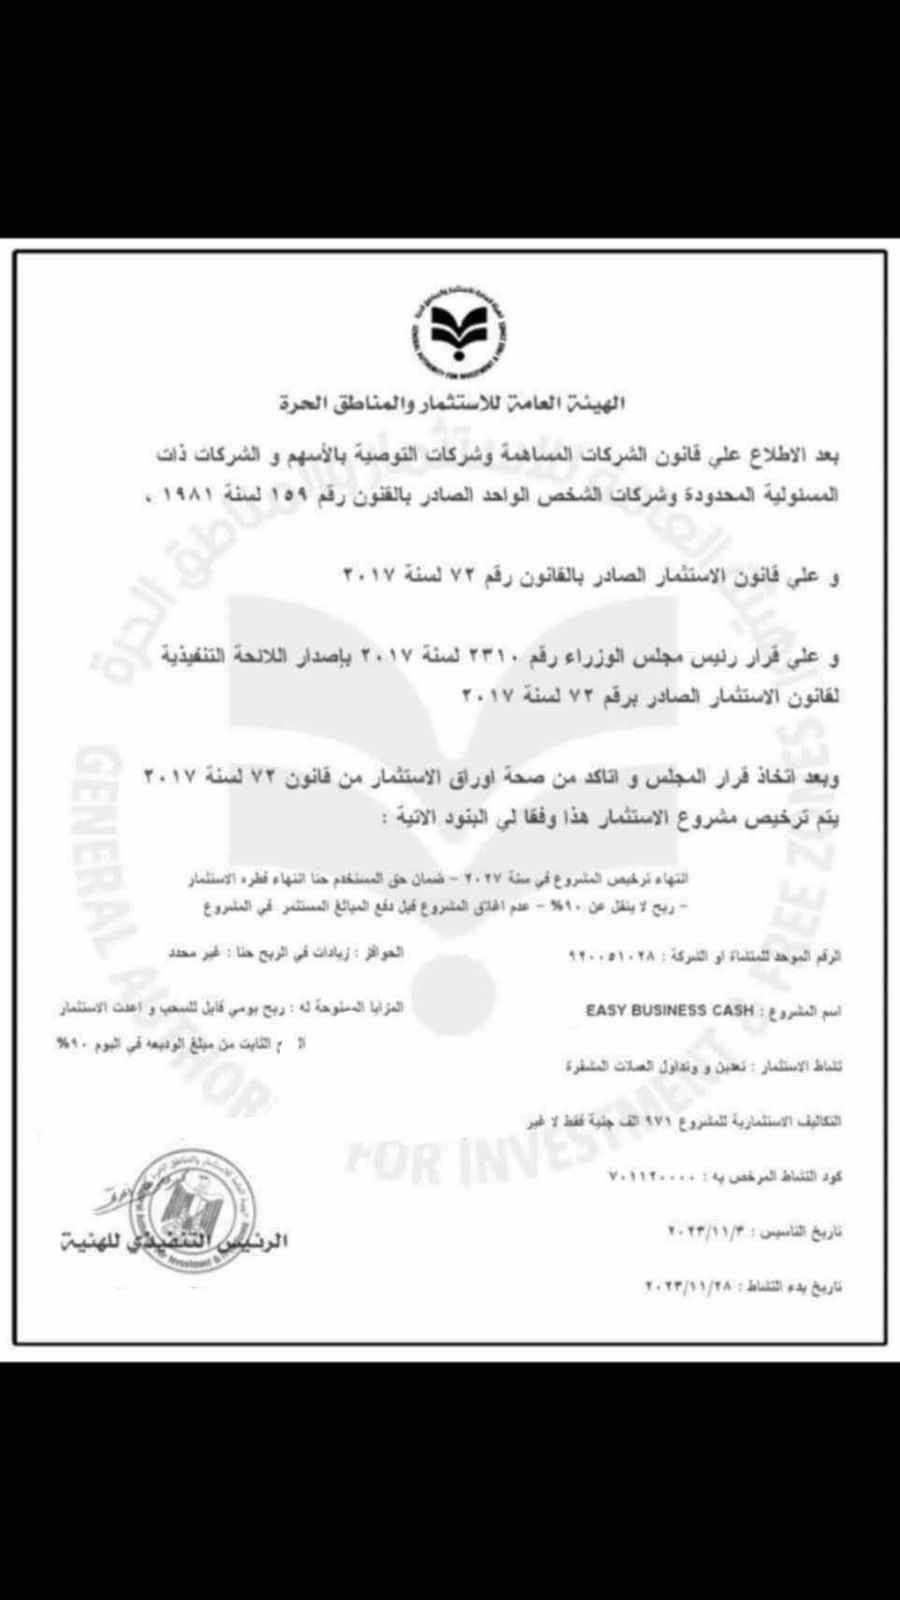 الهيئة العامة للاستثمار والمناطق الحرة
بعد الاطلاع علي قانون الشركات المساهمة وشركات التوصية بالأسهم و الشركات ذات
المسئولية المحدودة وشركات الشخص الواحد الصادر بالقنون رقم ١٥٩ لسنة ١٩٨١ ،
و علي قانون الاستثمار الصادر بالقانون رقم ٧٢ لسنة ٢٠١٧
و علي قرار رئيس مجلس الوزراء رقم ٢٣١٠ لسنة ٢٠١٧ بإصدار اللائحة التنفيذية
لقانون الاستثمار الصادر برقم ٧٢ لسنة ٢٠١٧
وبعد اتخاذ قرار المجلس و اتاكد من صحة اوراق الاستثمار من قانون ٧٢ لسنة ٢٠١٧
يتم ترخيص مشروع الاستثمار هذا وفقا لي البنود الاتية :
انتهاء ترخيص المشروع في سنة ٢٠٢٧ – ضمان حق المستخدم حتا انتهاء فطره الاستثمار
– ربح لا يتقل عن ٩٠% – عدم اغلاق المشروع قبل دفع المبالغ المستثمر في المشروع
الرقم الموحد للمنشاة او الشركة : ٩٢٠٠٥١٠٢٨
الحوافز : زيادات في الربح حتا : غير محدد
اسم المشروع : EASY BUSINESS CASH
المزايا الممنوحة له : ربح يومي قابل للسحب و اعدت الاستثمار
الثابت من مبلغ الوديعه في اليوم ٩٠%
نشاط الاستثمار : تعدين و وتداول العملات المشفرة
التكاليف الاستثمارية للمشروع ٩٧١ الف جنية فقط لا غير
كود النشاط المرخص به : ٧٠١١٢٠٠٠٠
تاريخ التاسيس : ٢٠٢٣/١١/٣
تاريخ بدء النشاط : ٢٠٢٣/١١/٢٨
الرئيس التنفيذي للهنية
الهيئة العامة للاستثمار والمناطق الحرة
GENERAL AUTHOR
FOR INVESTMENT & FREE ZONES